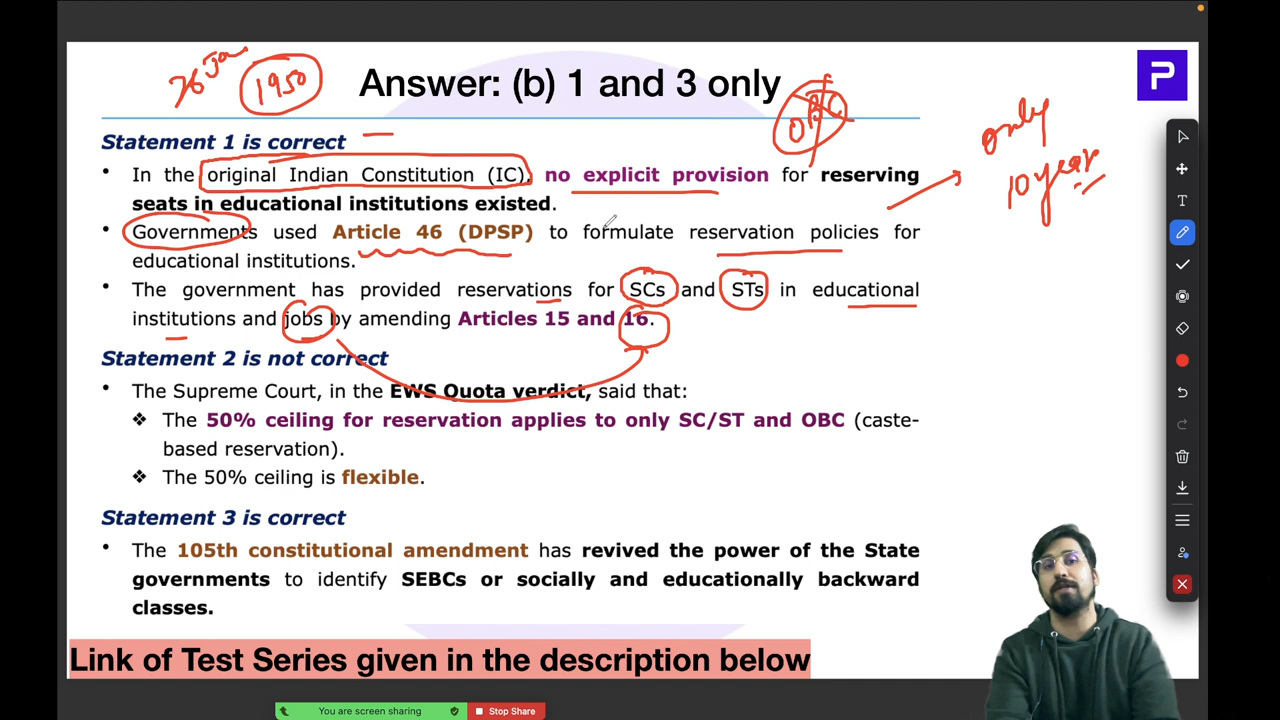 26 Jan 1950
Answer: (b) 1 and 3 only
P
OBC
only
10 year
Statement 1 is correct
• In the original Indian Constitution (IC), no explicit provision for reserving
seats in educational institutions existed.
• Governments used Article 46 (DPSP) to formulate reservation policies for
educational institutions.
• The government has provided reservations for SCs and STs in educational
institutions and jobs by amending Articles 15 and 16.
Statement 2 is not correct
• The Supreme Court, in the EWS Quota verdict, said that:
❖ The 50% ceiling for reservation applies to only SC/ST and OBC (caste-
based reservation).
❖ The 50% ceiling is flexible.
Statement 3 is correct
• The 105th constitutional amendment has revived the power of the State
governments to identify SEBCs or socially and educationally backward
classes.
Link of Test Series given in the description below
You are screen sharing
Stop Share